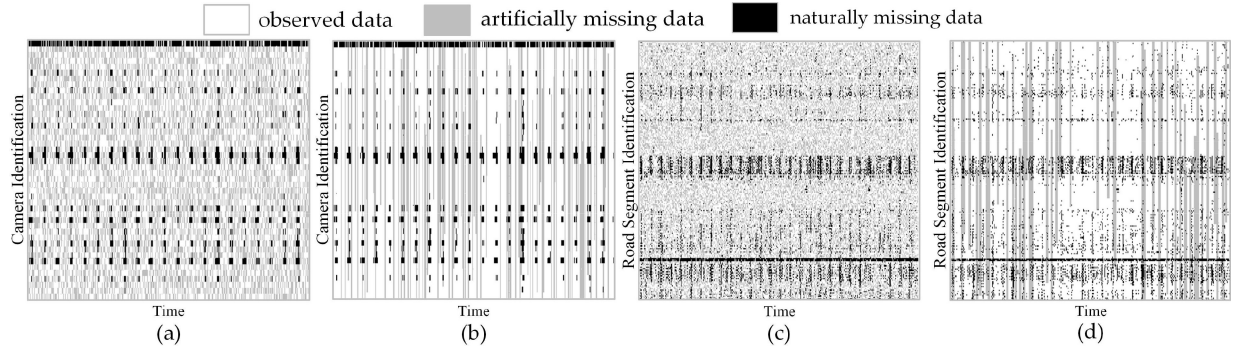 observed data
artificially missing data
naturally missing data
Camera Identification
Time
(a)
Camera Identification
Time
(b)
Road Segment Identification
Time
(c)
Road Segment Identification
Time
(d)